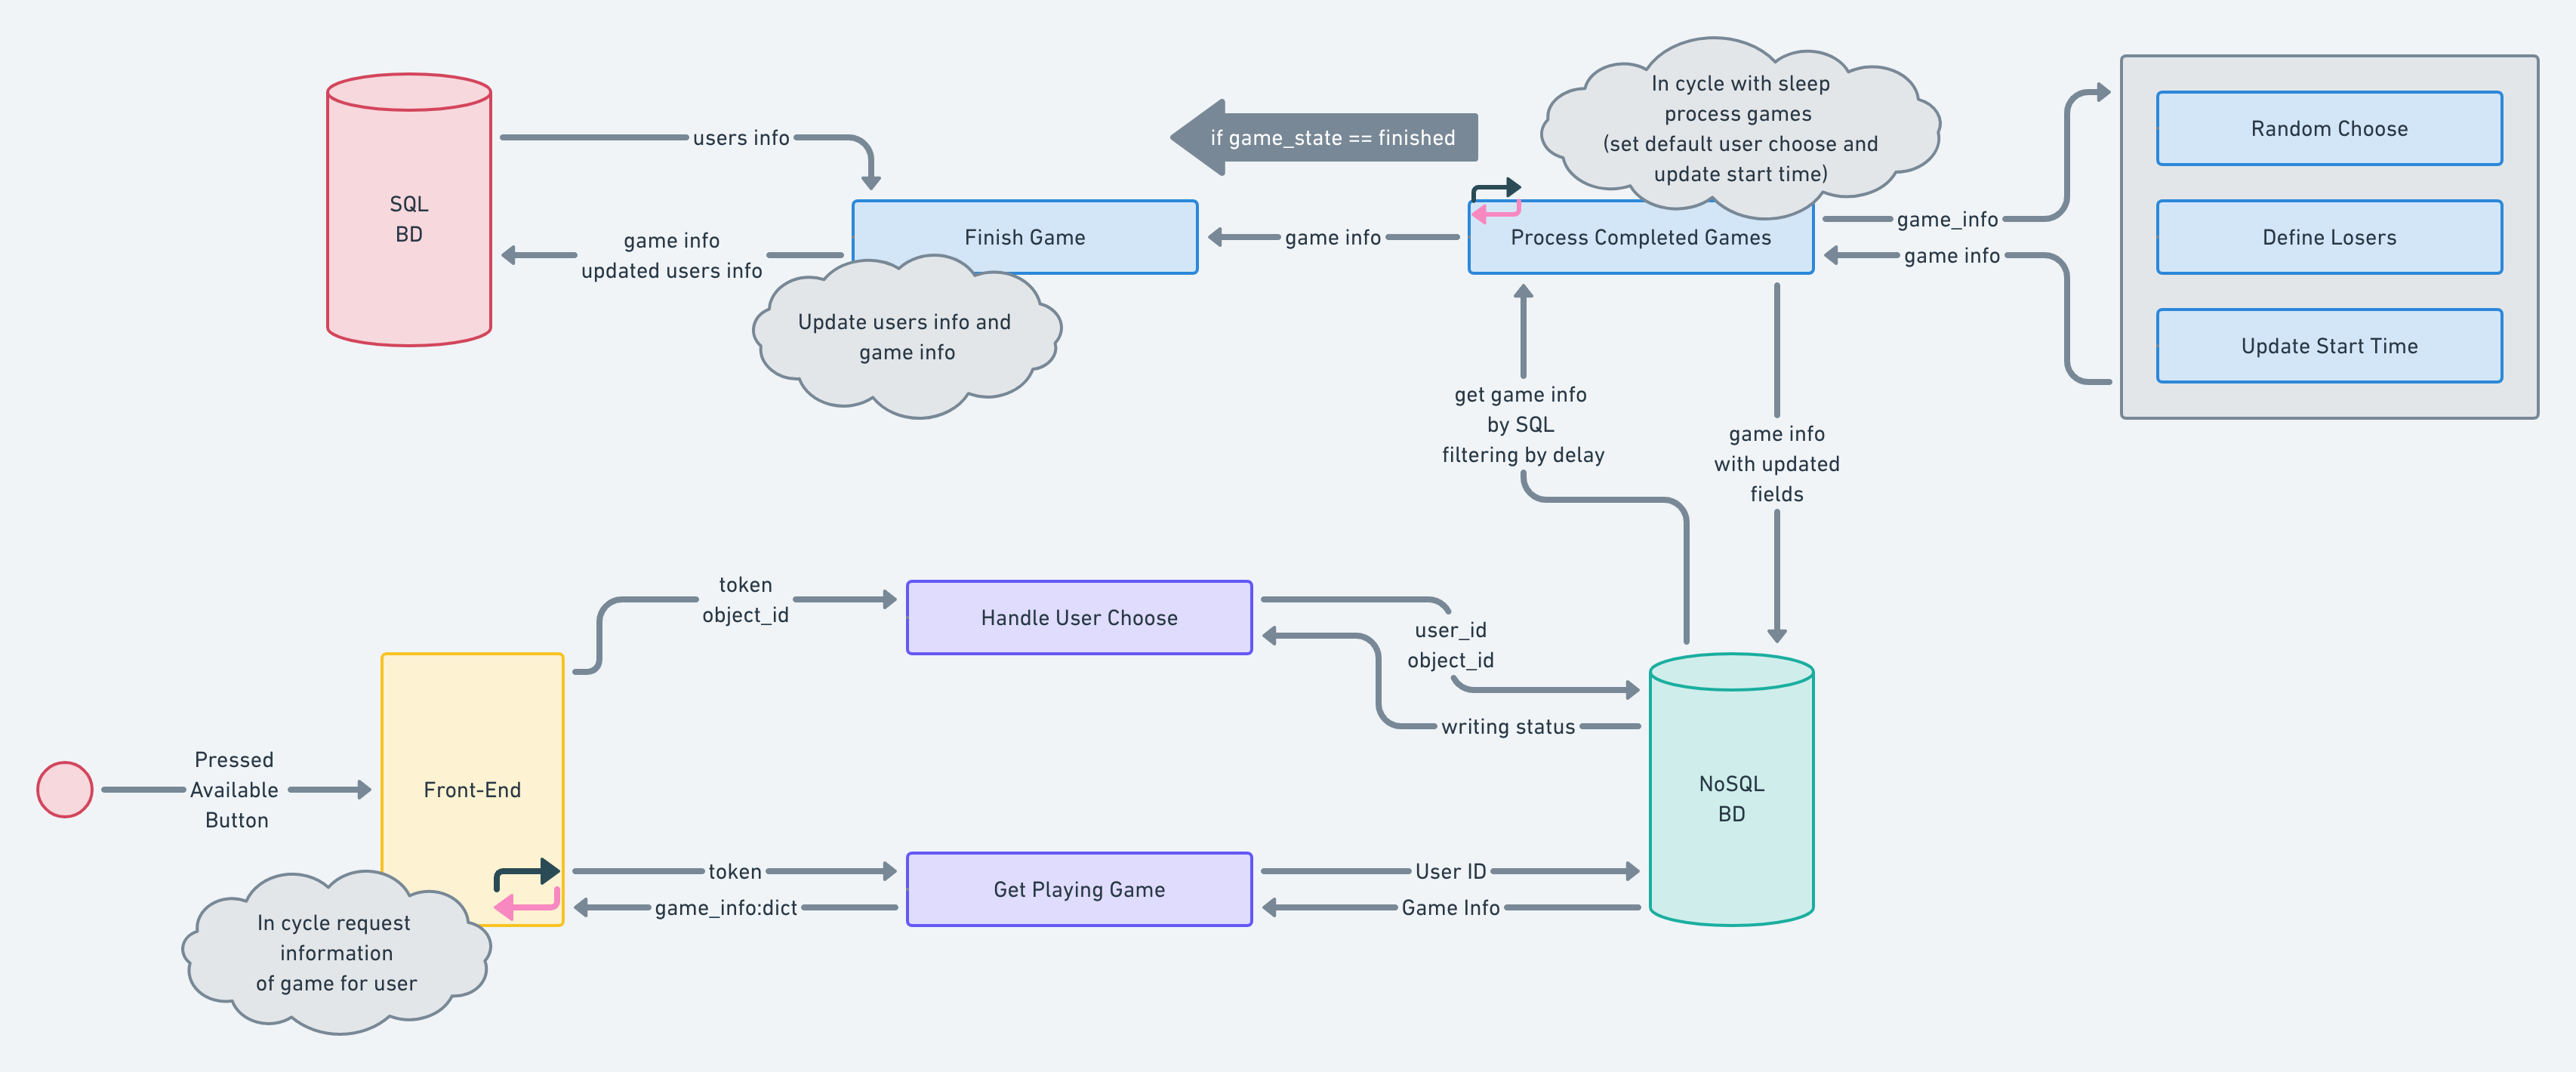 In cycle with sleep
process games
(set default user choose and
update start time)
if game_state == finished
users info
Random Choose
SQL
BD
game info
updated users info
Finish Game
game info
Process Completed Games
game_info
game info
Define Losers
Update users info and
game info
Update Start Time
get game info
by SQL
filtering by delay
game info
with updated
fields
token
object_id
Handle User Choose
user_id
object_id
writing status
Pressed
Available
Button
Front-End
NoSQL
BD
token
game_info:dict
Get Playing Game
User ID
Game Info
In cycle request
information
of game for user